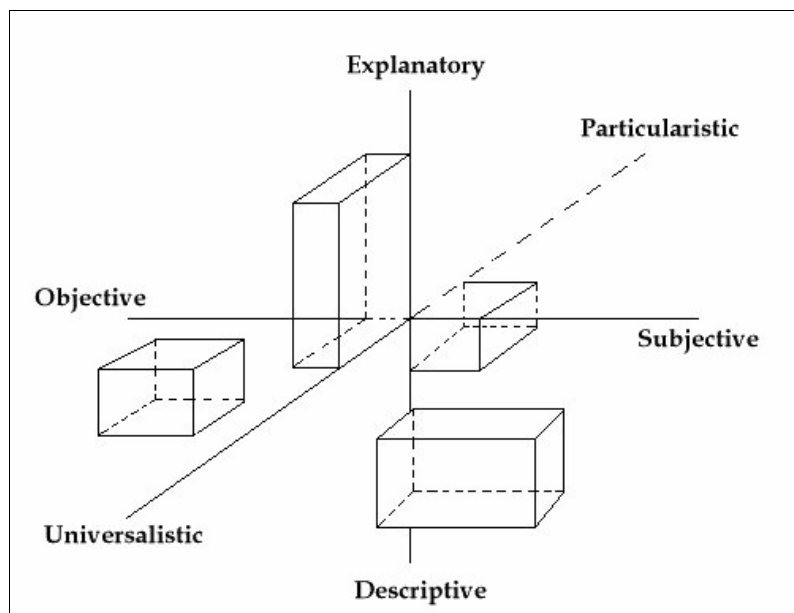 Explanatory
Particularistic
Objective
Subjective
Universalistic
Descriptive